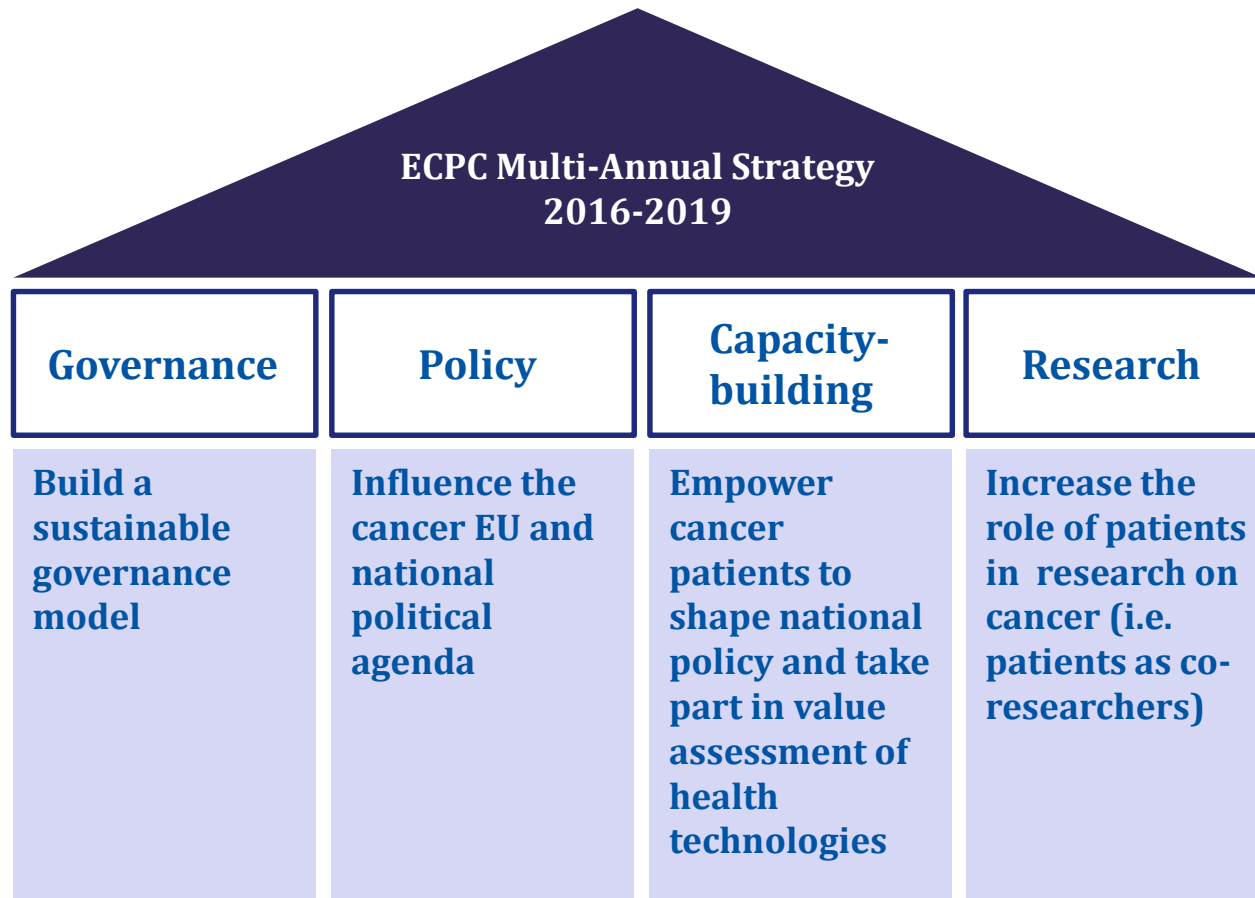 ECPC Multi-Annual Strategy
2016-2019
Governance
Policy
Capacity-
building
Research
Build a
sustainable
governance
model
Influence the
cancer EU and
national
political
agenda
Empower
cancer
patients to
shape national
policy and take
part in value
assessment of
health
technologies
Increase the
role of patients
in  research on
cancer (i.e.
patients as co-
researchers)